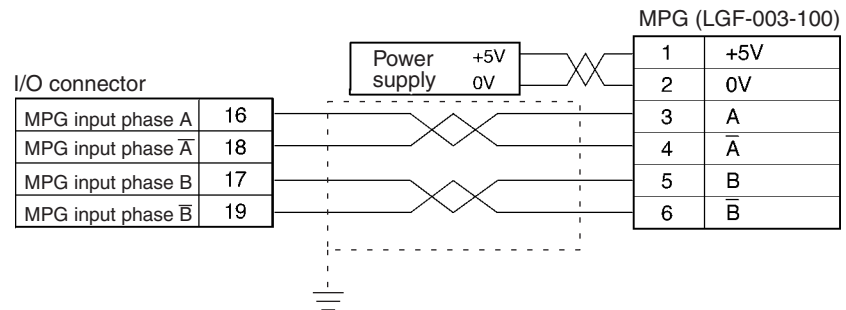 MPG (LGF-003-100)
Power supply +5V 0V
1 +5V
2 0V
I/O connector
MPG input phase A 16
3 A
MPG input phase A̅ 18
4 A̅
MPG input phase B 17
5 B
MPG input phase B̅ 19
6 B̅